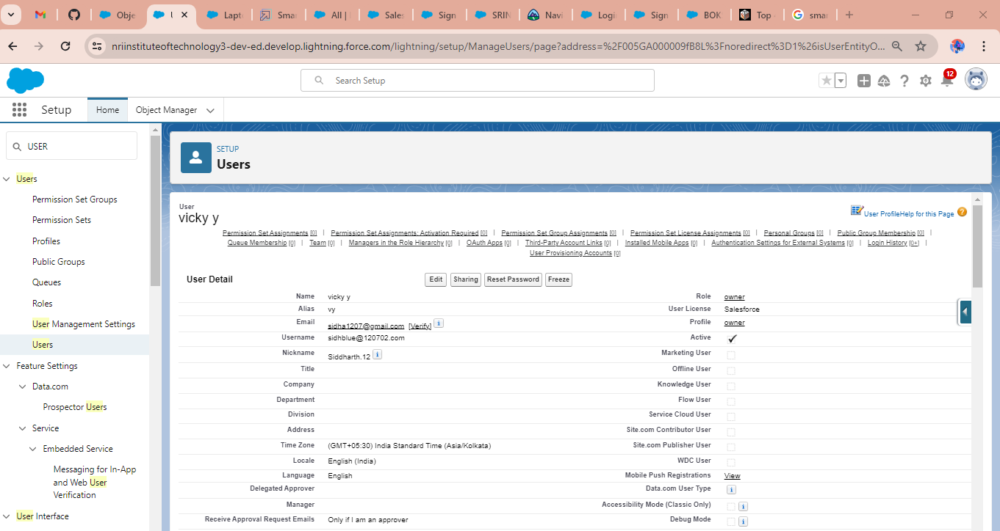 Obje
U
Lapt
Smar
All |
Sales
Sign
SRIN
Navi
Logi
Sign
BOK
Top
smar
nriinstituteoftechnology3-dev-ed.develop.lightning.force.com/lightning/setup/ManageUsers/page?address=%2F005GA000009fB8L%3Fnoredirect%3D1%26isUserEntityO...
Search Setup
12
Setup
Home
Object Manager
USER
Users
Permission Set Groups
Permission Sets
Profiles
Public Groups
Queues
Roles
User Management Settings
Users
Feature Settings
Data.com
Prospector Users
Service
Embedded Service
Messaging for In-App
and Web User
Verification
User Interface
SETUP
Users
User
vicky y
User Profile Help for this Page
Permission Set Assignments [0] | Permission Set Assignments: Activation Required [0] | Permission Set Group Assignments [0] | Permission Set License Assignments [0] | Personal Groups [0] | Public Group Membership [0] |
Queue Membership [0] | Team [0] | Managers in the Role Hierarchy [0] | OAuth Apps [0] | Third-Party Account Links [0] | Installed Mobile Apps [0] | Authentication Settings for External Systems [0] | Login History [0+] |
User Provisioning Accounts [0]
User Detail
Edit Sharing Reset Password Freeze
Name vicky y Role owner
Alias vy User License Salesforce
Email sidha1207@gmail.com [Verify] i Profile owner
Username sidhblue@120702.com Active
Nickname Siddharth.12 i Marketing User
Title Offline User
Company Knowledge User
Department Flow User
Division Service Cloud User
Address Site.com Contributor User
Time Zone (GMT+05:30) India Standard Time (Asia/Kolkata) Site.com Publisher User
Locale English (India) WDC User
Language English Mobile Push Registrations View
Delegated Approver Data.com User Type i
Manager Accessibility Mode (Classic Only) i
Receive Approval Request Emails Only if I am an approver Debug Mode i